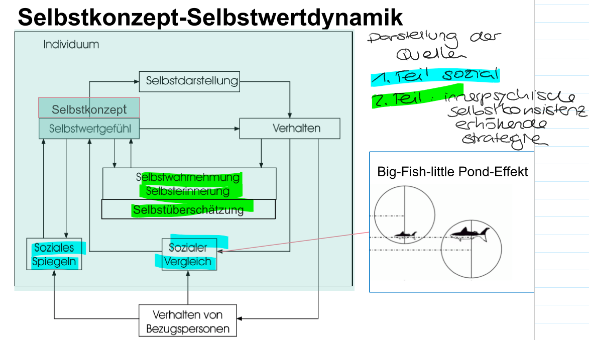 Selbstkonzept-Selbstwertdynamik
Individuum
Selbstdarstellung
Selbstkonzept
Selbstwertgefühl
Verhalten
Selbstwahrnehmung
Selbsterinnerung
Selbstüberschätzung
Soziales
Spiegeln
Sozialer
Vergleich
Verhalten von
Bezugspersonen
Darstellung der
Quellen
1. Teil sozial
2. Teil innerpsychische
selbstkonsistenz
erhöhende
strategie
Big-Fish-little Pond-Effekt